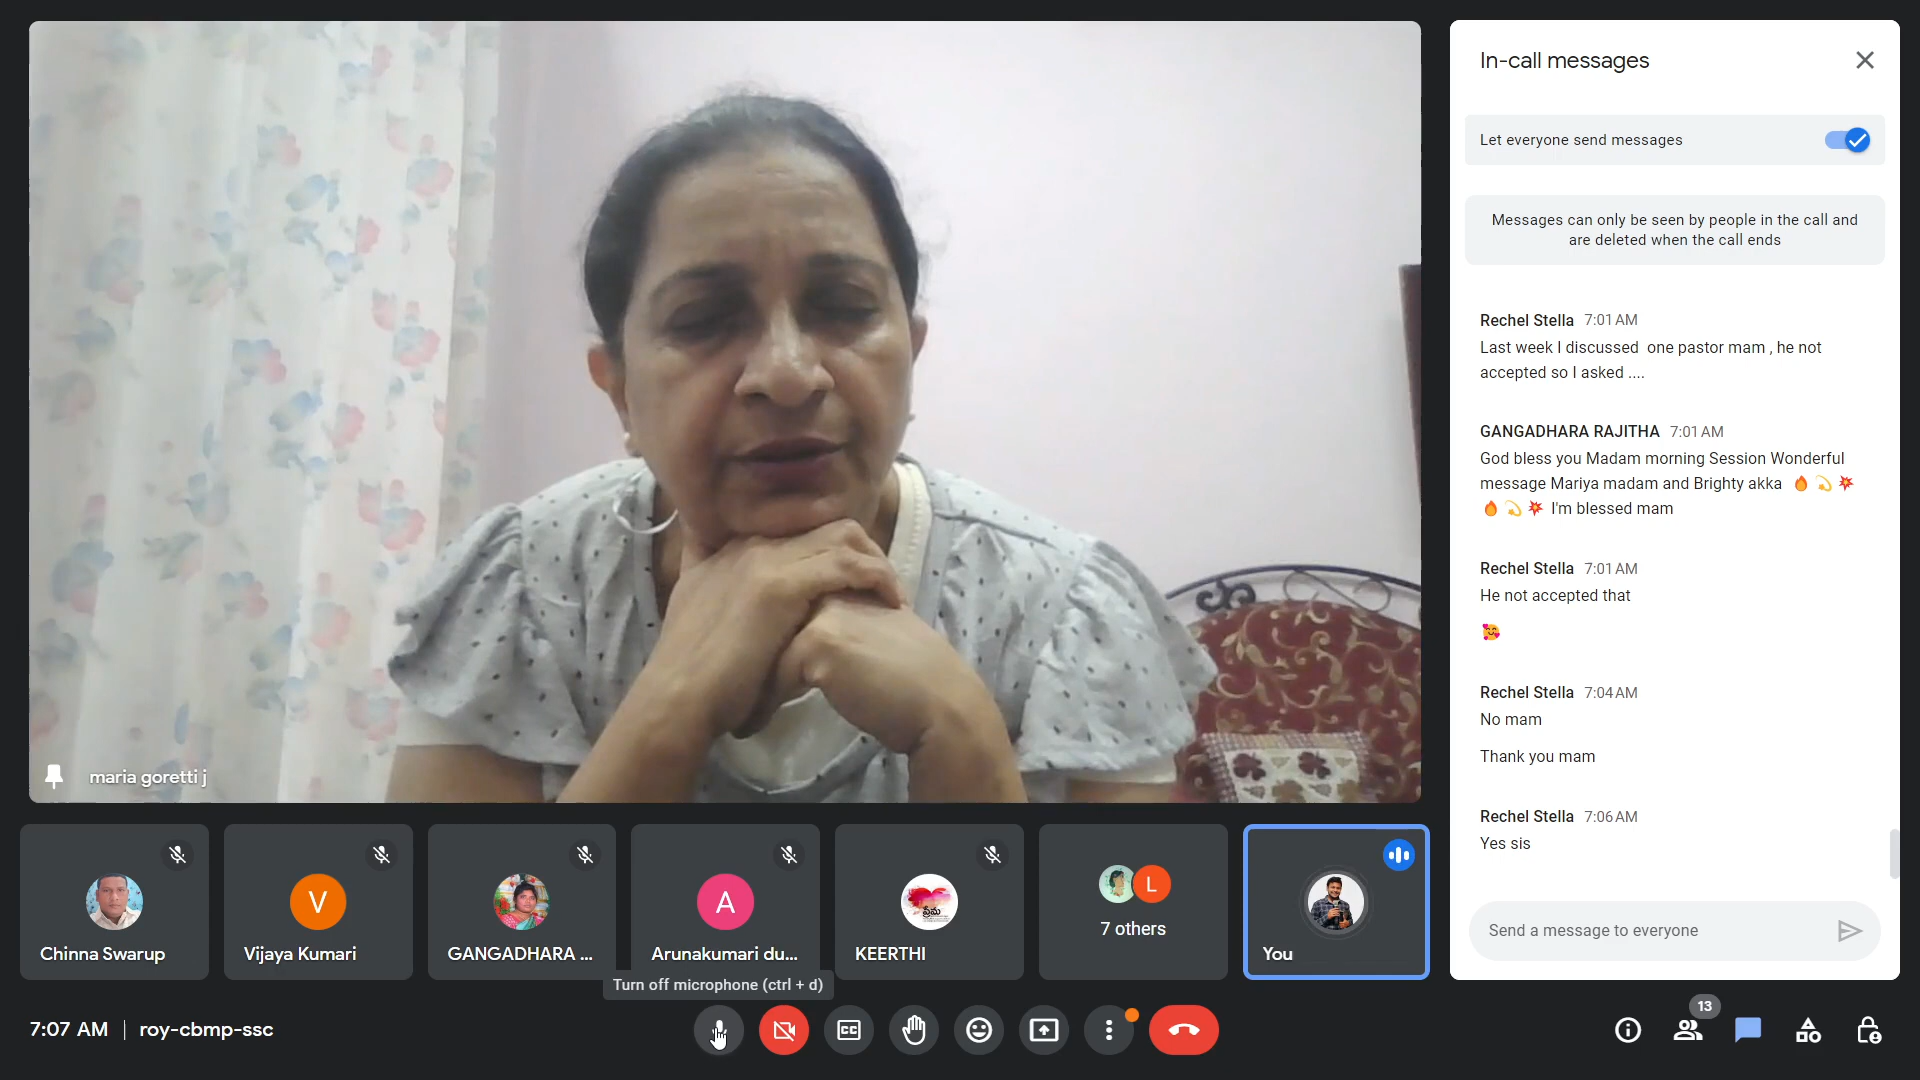 In-call messages
Let everyone send messages
Messages can only be seen by people in the call and
are deleted when the call ends
Rechel Stella 7:01 AM
Last week I discussed one pastor mam , he not
accepted so I asked ....
GANGADHARA RAJITHA 7:01 AM
God bless you Madam morning Session Wonderful
message Mariya madam and Brighty akka 🔥 💫 💥
🔥 💫 💥 I'm blessed mam
Rechel Stella 7:01 AM
He not accepted that
🥰
Rechel Stella 7:04 AM
No mam
Thank you mam
Rechel Stella 7:06 AM
Yes sis
Send a message to everyone
maria goretti j
Chinna Swarup
V
Vijaya Kumari
GANGADHARA ...
A
Arunakumari du...
ప్రేమ
KEERTHI
L
7 others
You
Turn off microphone (ctrl + d)
7:07 AM | roy-cbmp-ssc
CC
13